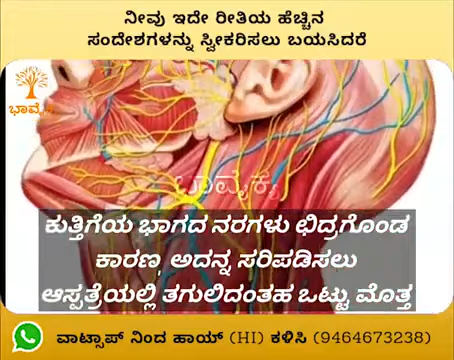 ನೀವು ಇದೇ ರೀತಿಯ ಹೆಚ್ಚಿನ
ಸಂದೇಶಗಳನ್ನು ಸ್ವೀಕರಿಸಲು ಬಯಸಿದರೆ
ಭಾವೈಕ್ಯ
ಕುತ್ತಿಗೆಯ ಭಾಗದ ನರಗಳು ಛಿದ್ರಗೊಂಡ
ಕಾರಣ ಅದನ್ನ ಸರಿಪಡಿಸಲು
ಆಸ್ಪತ್ರೆಯಲ್ಲಿ ತಗುಲಿದಂತಹ ಒಟ್ಟು ಮೊತ್ತ
ವಾಟ್ಸಾಪ್ ನಿಂದ ಹಾಯ್ (HI) ಕಳಿಸಿ (9464673238)